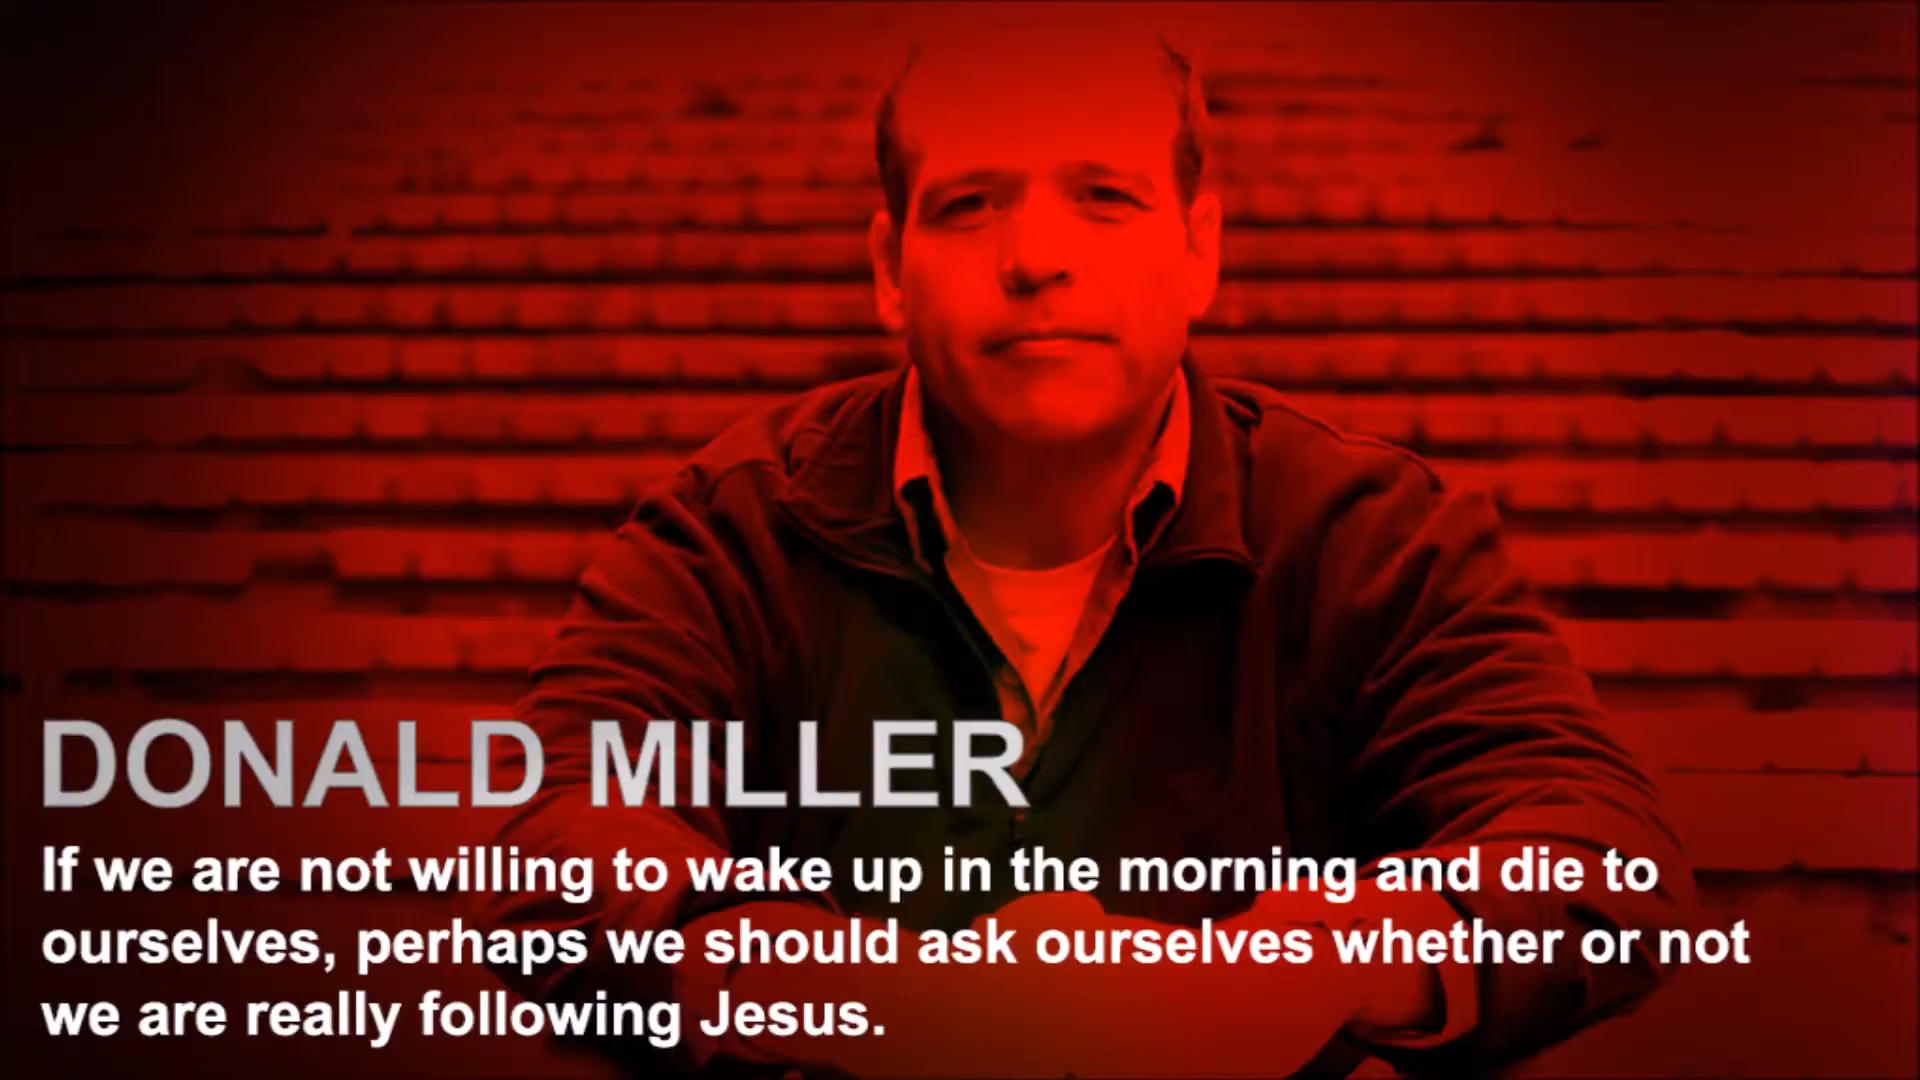 DONALD MILLER
If we are not willing to wake up in the morning and die to
ourselves, perhaps we should ask ourselves whether or not
we are really following Jesus.